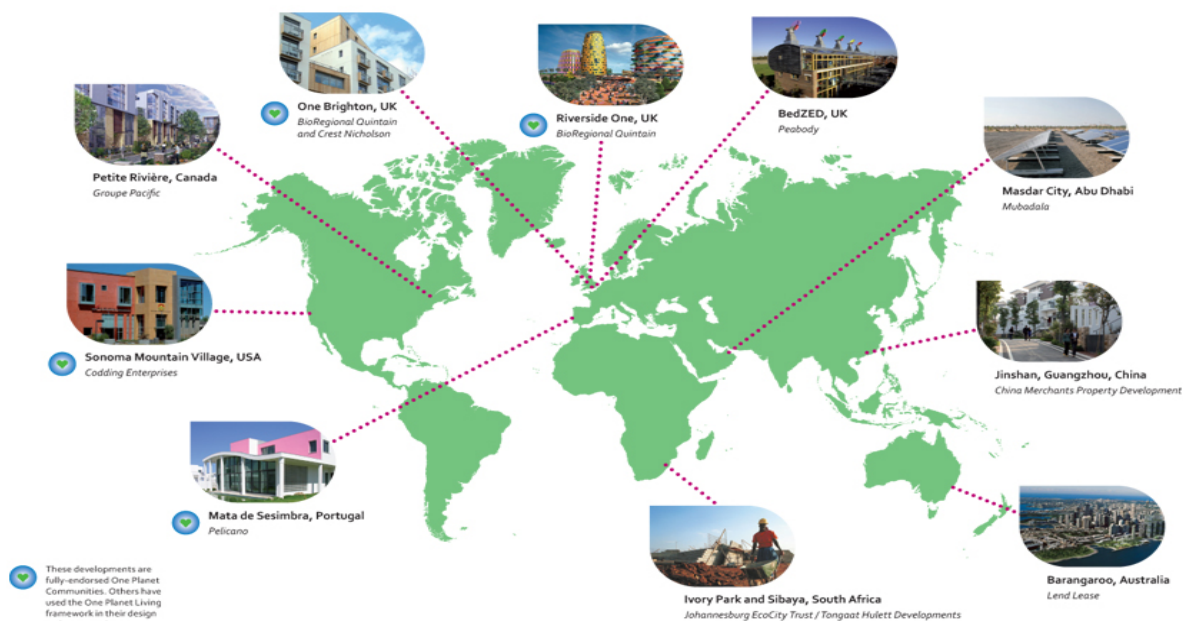 One Brighton, UK
BioRegional Quintain
and Crest Nicholson
Riverside One, UK
BioRegional Quintain
BedZED, UK
Peabody
Petite Rivière, Canada
Groupe Pacific
Masdar City, Abu Dhabi
Mubadala
Sonoma Mountain Village, USA
Codding Enterprises
Jinshan, Guangzhou, China
China Merchants Property Development
Mata de Sesimbra, Portugal
Pelicano
Ivory Park and Sibaya, South Africa
Johannesburg EcoCity Trust / Tongaat Hulett Developments
Barangaroo, Australia
Lend Lease
These developments are
fully-endorsed One Planet
Communities. Others have
used the One Planet Living
framework in their design